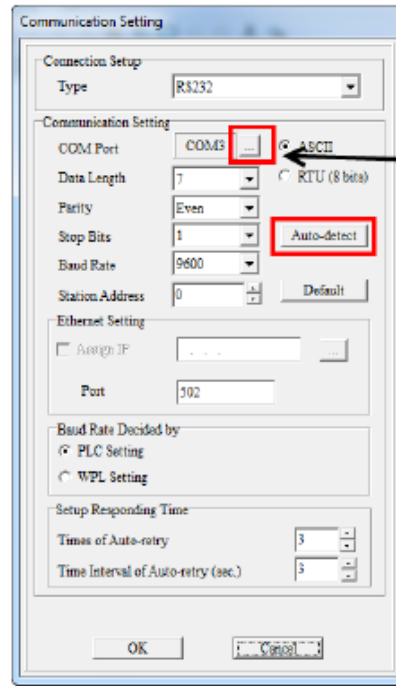 Communication Setting
Connection Setup
Type RS232
Communication Setting
COM Port COM3 ... ASCII
Data Length 7 RTU (8 bits)
Parity Even
Stop Bits 1 Auto-detect
Baud Rate 9600
Station Address 0 Default
Ethernet Setting
Assign IP . . . ...
Port 502
Baud Rate Decided by
PLC Setting
WPL Setting
Setup Responding Time
Times of Auto-retry 3
Time Interval of Auto-retry (sec.) 3
OK Cancel